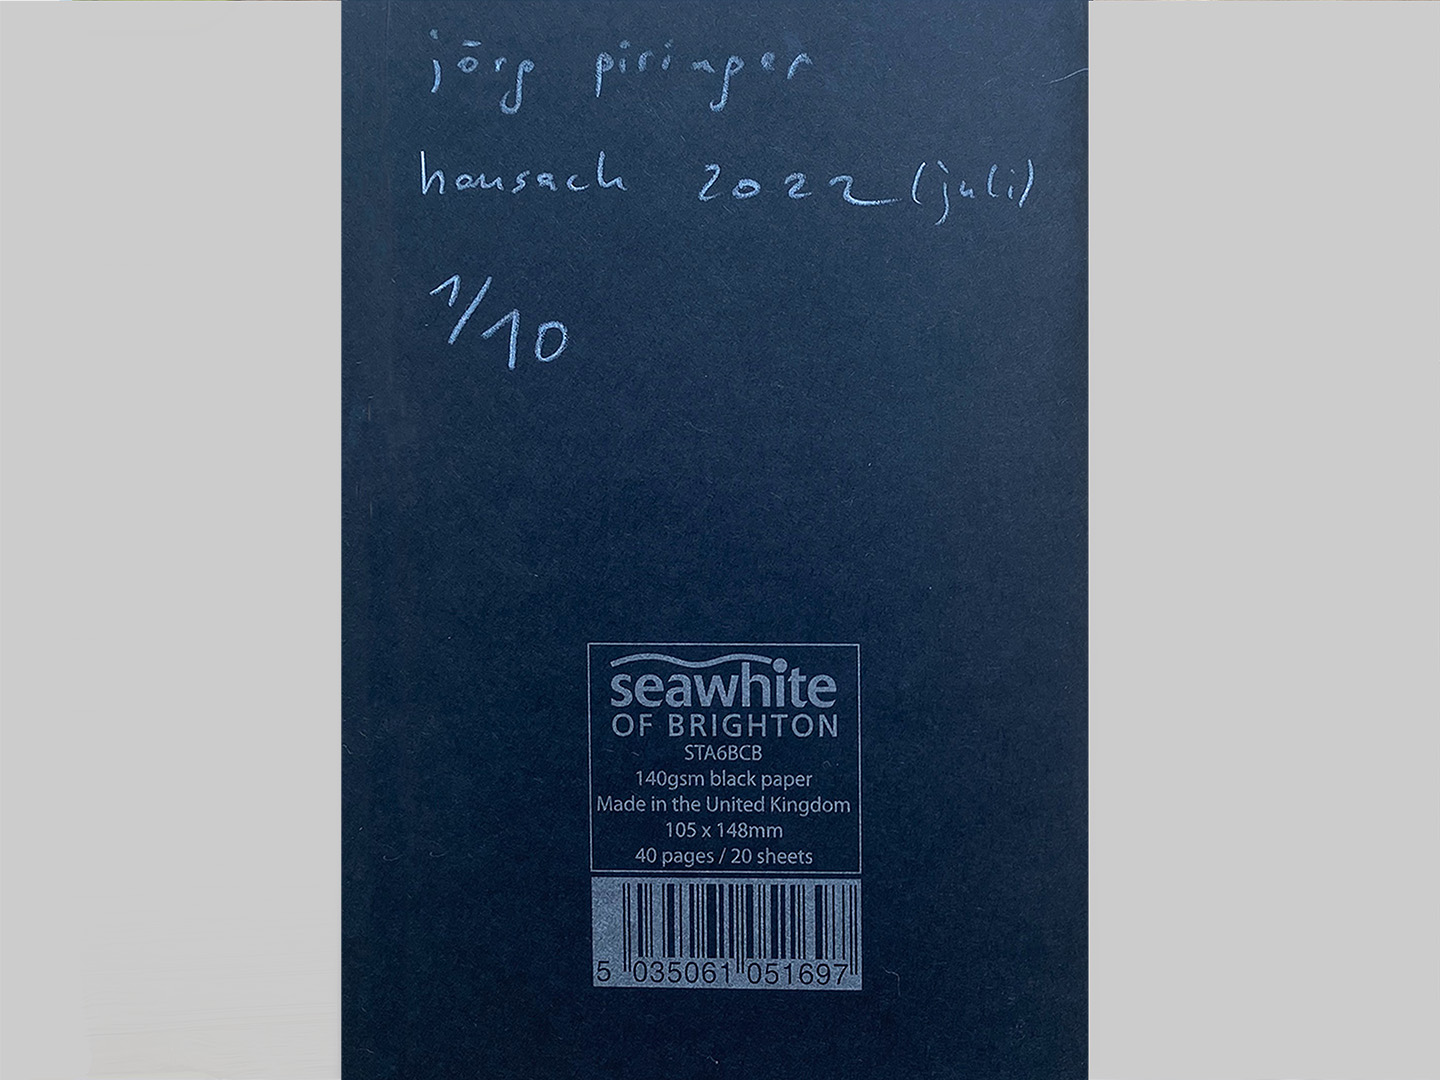 jörg piringer
hausach 2022 (juli)
1/10
seawhite
OF BRIGHTON
STA6BCB
140gsm black paper
Made in the United Kingdom
105 x 148mm
40 pages / 20 sheets
5 035061 051697